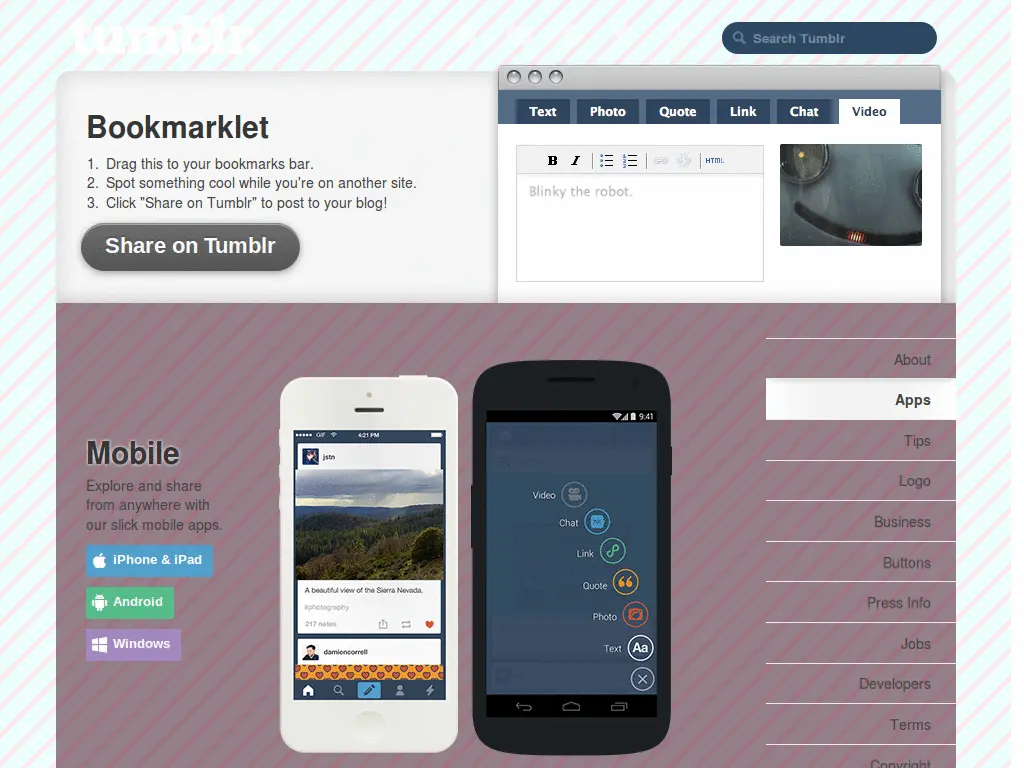 tumblr.
Search Tumblr
Bookmarklet
1. Drag this to your bookmarks bar.
2. Spot something cool while you're on another site.
3. Click "Share on Tumblr" to post to your blog!
Share on Tumblr
Text Photo Quote Link Chat Video
B I HTML
Blinky the robot.
Mobile
Explore and share
from anywhere with
our slick mobile apps.
iPhone & iPad
Android
Windows
GIF 4:21 PM
jstn
A beautiful view of the Sierra Nevada.
#photography
217 notes
damiencorrell
9:41
Video
Chat
Link
Quote
Photo
Text Aa
About
Apps
Tips
Logo
Business
Buttons
Press Info
Jobs
Developers
Terms
Copyright